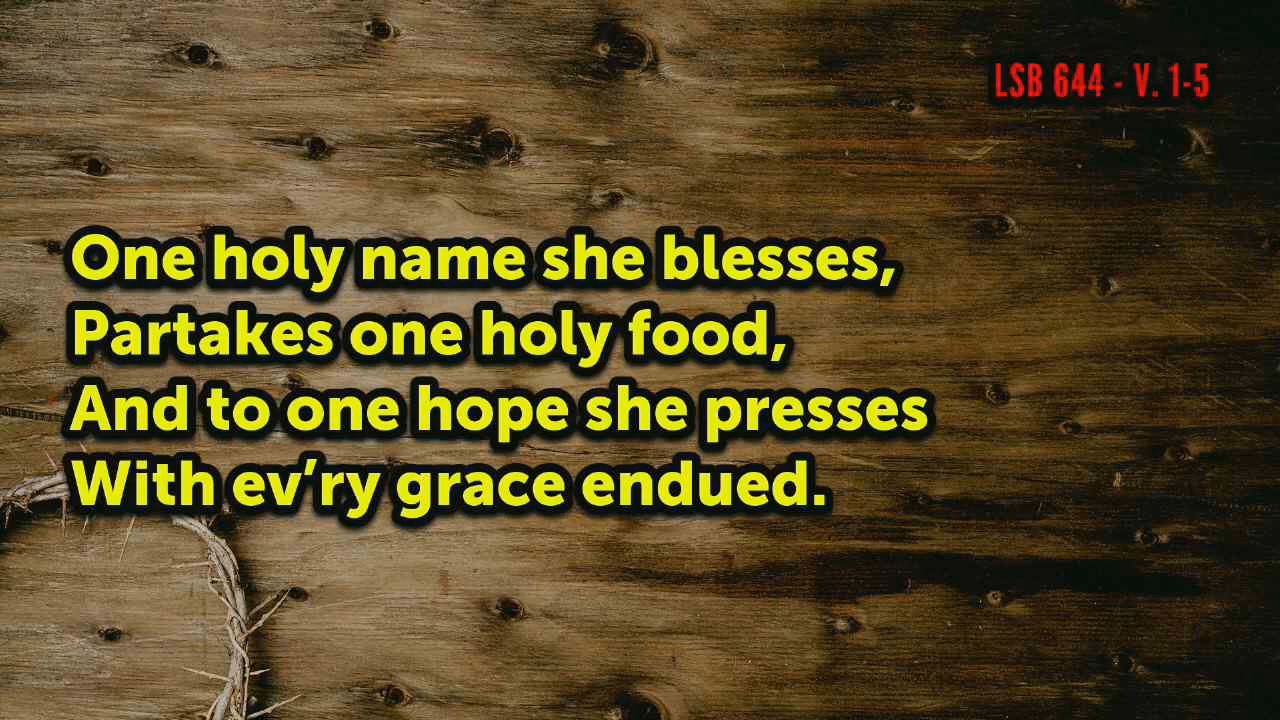 LSB 644 - V. 1-5
One holy name she blesses,
Partakes one holy food,
And to one hope she presses
With ev’ry grace endued.